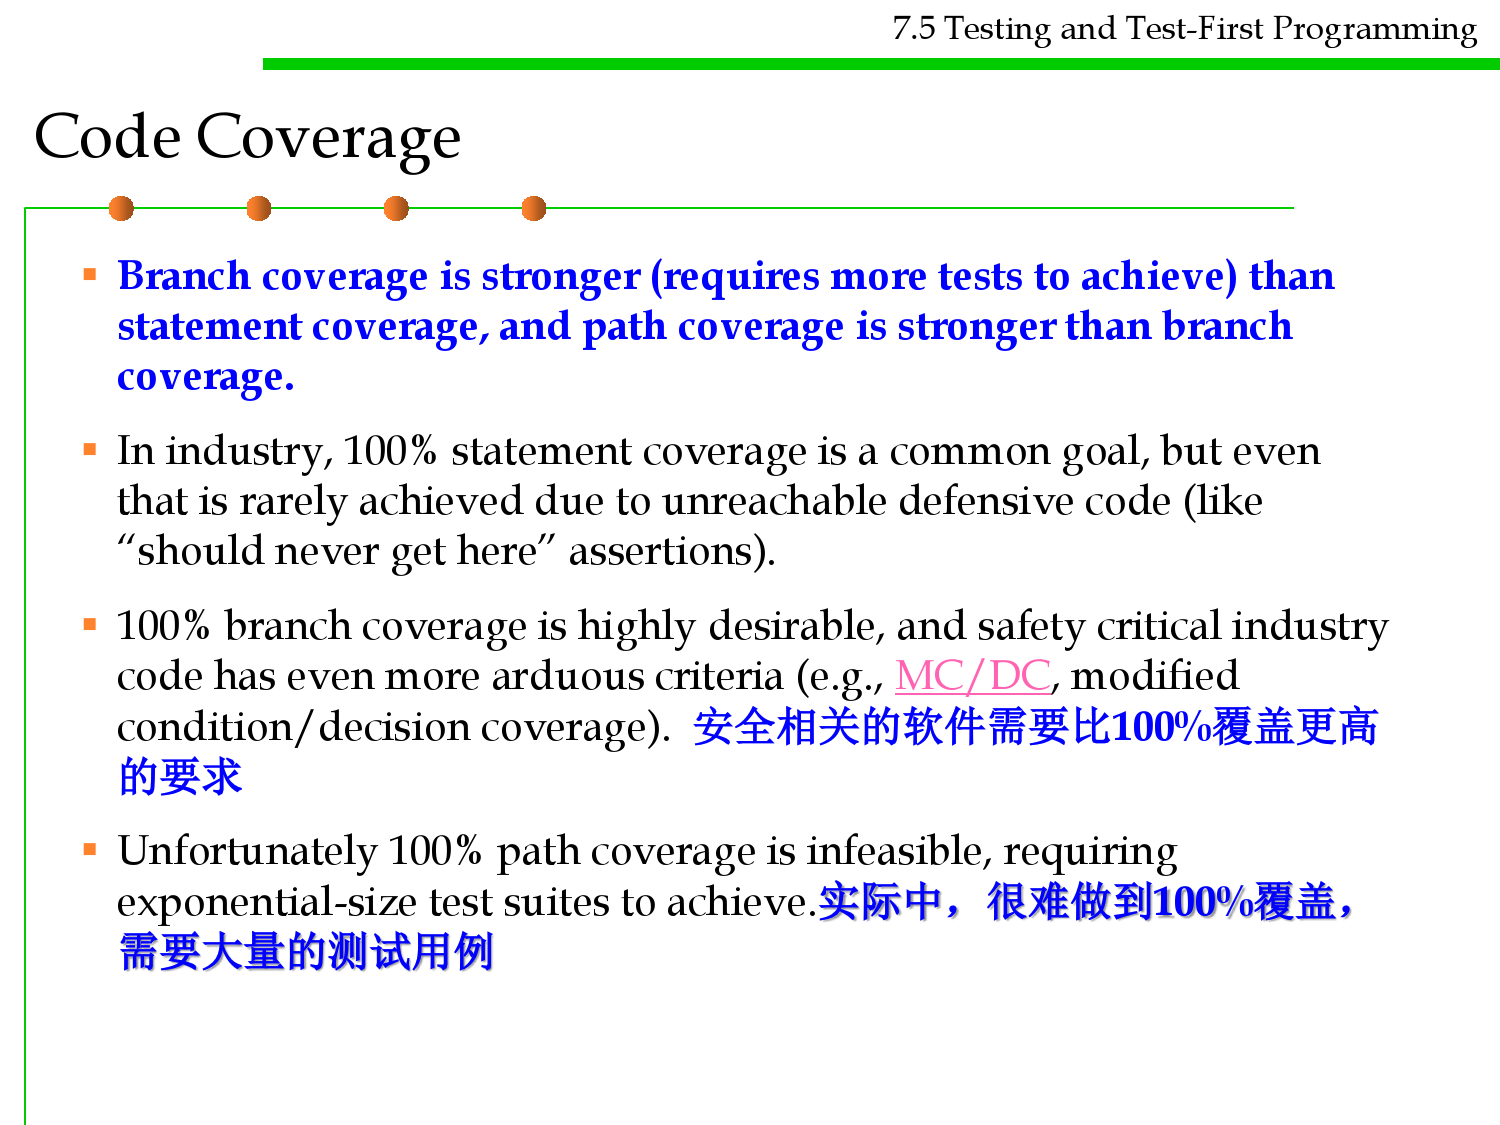 7.5 Testing and Test-First Programming
Code Coverage
Branch coverage is stronger (requires more tests to achieve) than
statement coverage, and path coverage is stronger than branch
coverage.
In industry, 100% statement coverage is a common goal, but even
that is rarely achieved due to unreachable defensive code (like
“should never get here” assertions).
100% branch coverage is highly desirable, and safety critical industry
code has even more arduous criteria (e.g., MC/DC, modified
condition/decision coverage). 安全相关的软件需要比100%覆盖更高
的要求
Unfortunately 100% path coverage is infeasible, requiring
exponential-size test suites to achieve.实际中，很难做到100%覆盖，
需要大量的测试用例